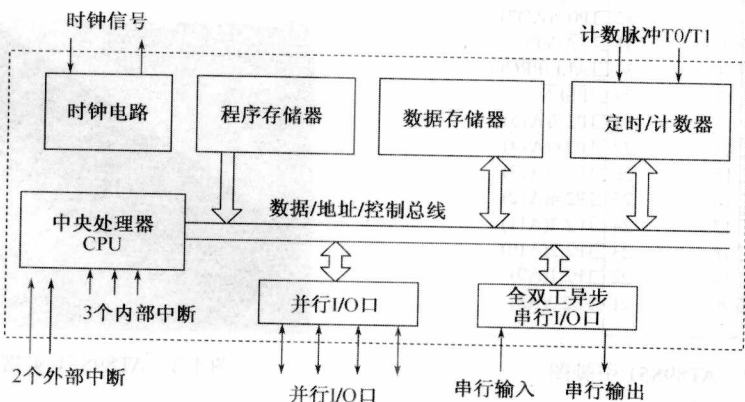 时钟信号
计数脉冲T0/T1
时钟电路
程序存储器
数据存储器
定时/计数器
数据/地址/控制总线
中央处理器
CPU
3个内部中断
并行I/O口
全双工异步
串行I/O口
2个外部中断
并行I/O口
串行输入
串行输出